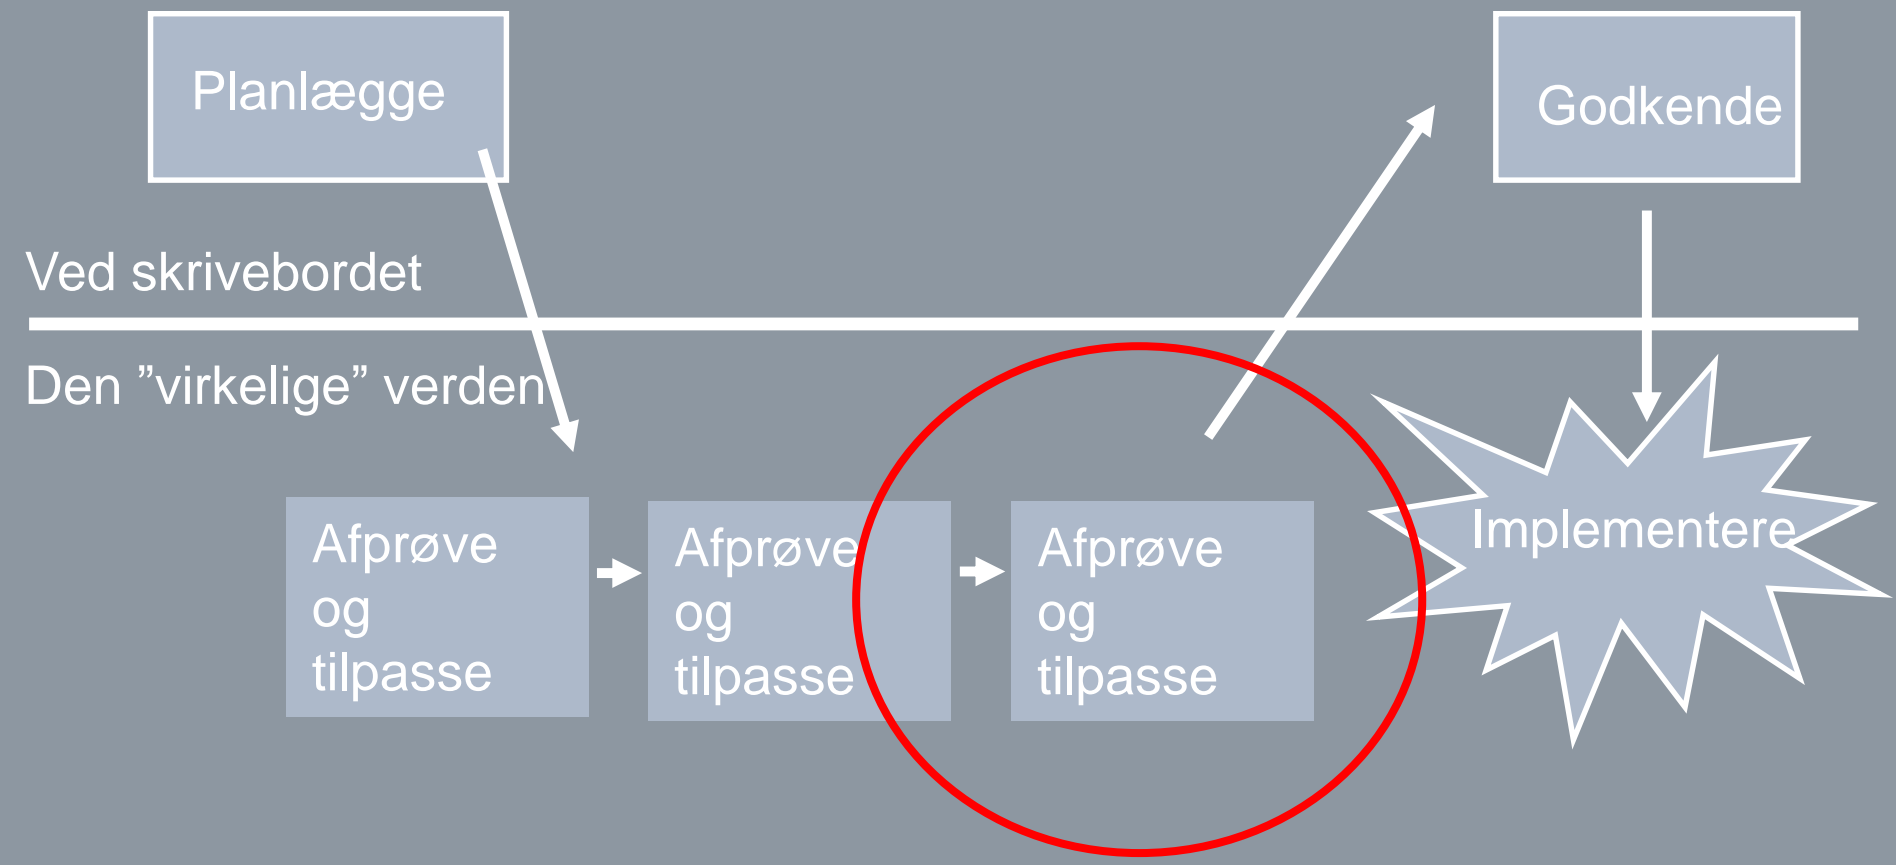 Planlægge
Godkende
Ved skrivebordet
Den ”virkelige” verden
Afprøve
og
tilpasse
Afprøve
og
tilpasse
Afprøve
og
tilpasse
Implementere